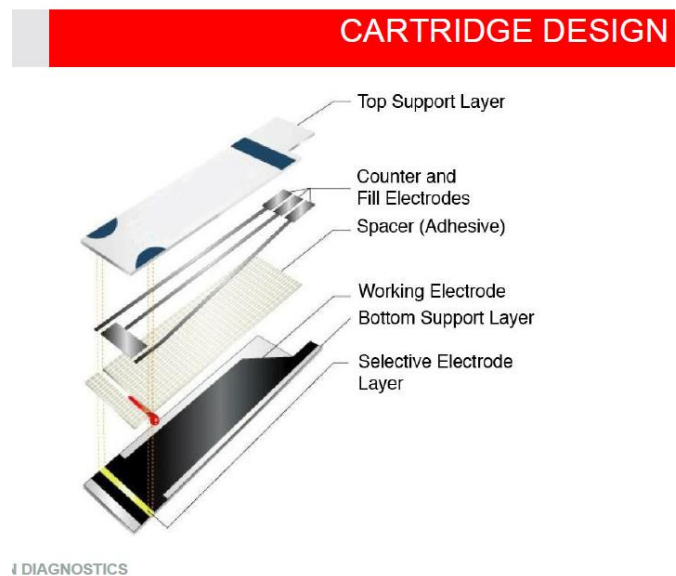 CARTRIDGE DESIGN
Top Support Layer
Counter and
Fill Electrodes
Spacer (Adhesive)
Working Electrode
Bottom Support Layer
Selective Electrode
Layer
DIAGNOSTICS